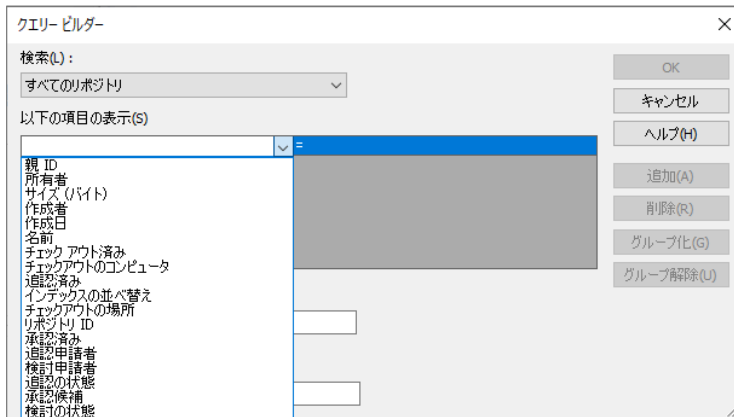 クエリー ビルダー
検索(L) :
すべてのリポジトリ
OK
キャンセル
以下の項目の表示(S)
ヘルプ(H)
=
親 ID
所有者
サイズ (バイト)
作成者
作成日
名前
チェック アウト済み
チェックアウトのコンピュータ
追認済み
インデックスの並べ替え
チェックアウトの場所
リポジトリ ID
承認済み
追認申請者
検討申請者
追認の状態
承認候補
検討の状態
追加(A)
削除(R)
グループ化(G)
グループ解除(U)